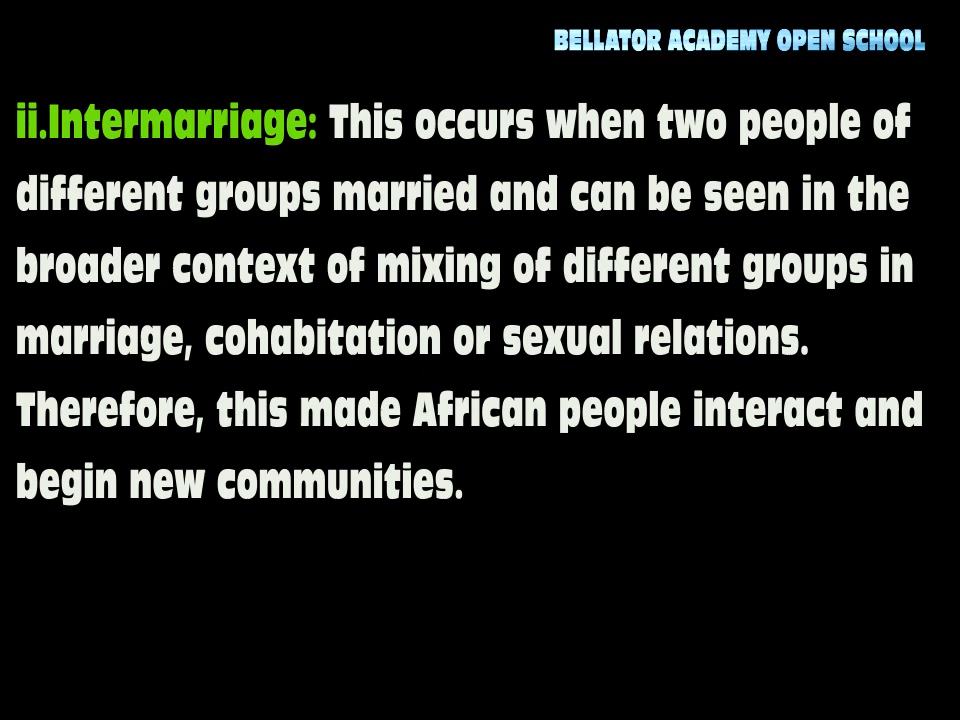 BELLATOR ACADEMY OPEN SCHOOL
ii.Intermarriage: This occurs when two people of
different groups married and can be seen in the
broader context of mixing of different groups in
marriage, cohabitation or sexual relations.
Therefore, this made African people interact and
begin new communities.